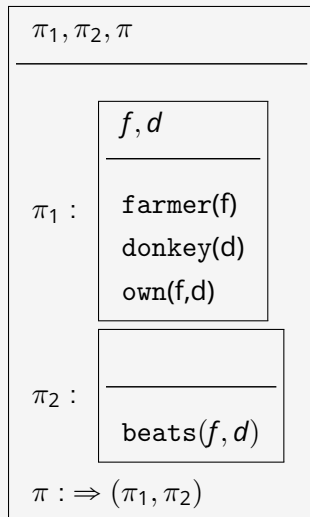 π₁, π₂, π
f, d
π₁ :
farmer(f)
donkey(d)
own(f,d)
π₂ :
beats(f, d)
π : ⇒ (π₁, π₂)